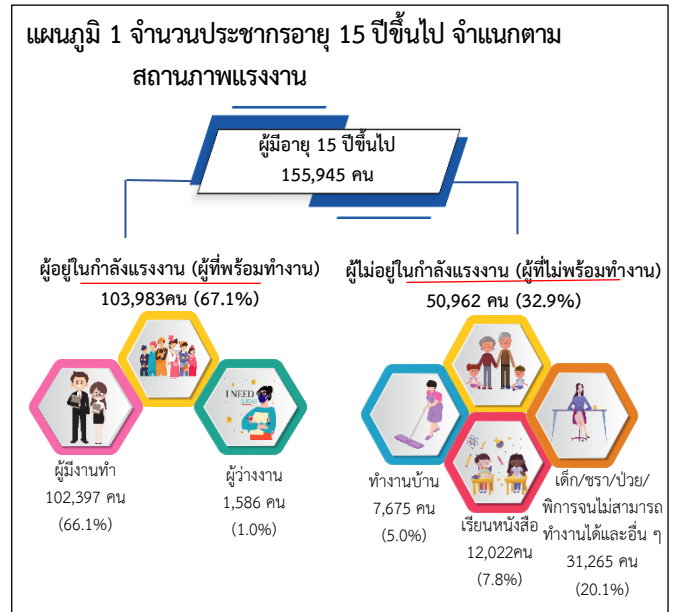 แผนภูมิ 1 จำนวนประชากรอายุ 15 ปีขึ้นไป จำแนกตาม
สถานภาพแรงงาน
ผู้มีอายุ 15 ปีขึ้นไป
155,945 คน
ผู้อยู่ในกำลังแรงงาน (ผู้ที่พร้อมทำงาน)
103,983คน (67.1%)
ผู้ไม่อยู่ในกำลังแรงงาน (ผู้ที่ไม่พร้อมทำงาน)
50,962 คน (32.9%)
I NEED
ผู้มีงานทำ
102,397 คน
(66.1%)
ผู้ว่างงาน
1,586 คน
(1.0%)
ทำงานบ้าน
7,675 คน
(5.0%)
เรียนหนังสือ
12,022คน
(7.8%)
เด็ก/ชรา/ป่วย/
พิการจนไม่สามารถ
ทำงานได้และอื่น ๆ
31,265 คน
(20.1%)